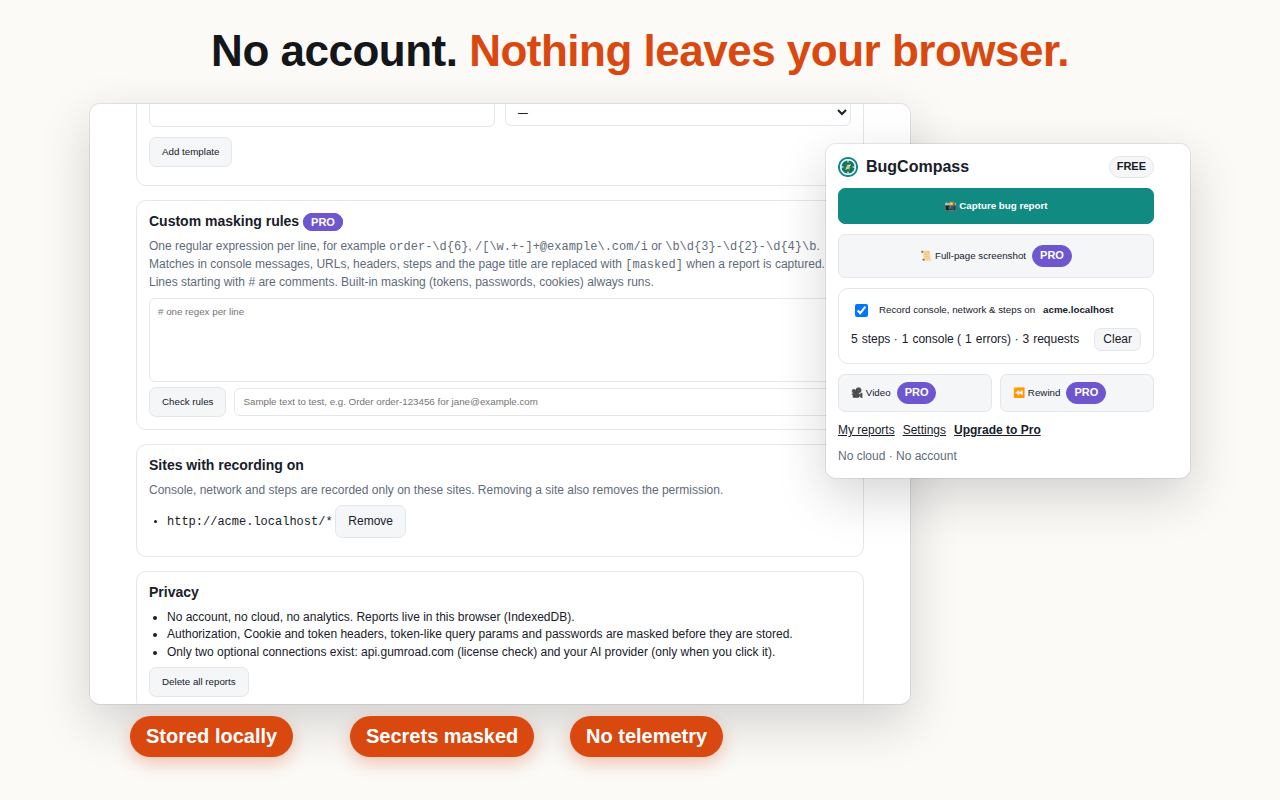 No account. Nothing leaves your browser.
—
Add template
Custom masking rules PRO
One regular expression per line, for example order-\d{6}, /[\w.+-]+@example\.com/i or \b\d{3}-\d{2}-\d{4}\b.
Matches in console messages, URLs, headers, steps and the page title are replaced with [masked] when a report is captured.
Lines starting with # are comments. Built-in masking (tokens, passwords, cookies) always runs.
# one regex per line
Check rules
Sample text to test, e.g. Order order-123456 for jane@example.com
Sites with recording on
Console, network and steps are recorded only on these sites. Removing a site also removes the permission.
• http://acme.localhost/* Remove
Privacy
• No account, no cloud, no analytics. Reports live in this browser (IndexedDB).
• Authorization, Cookie and token headers, token-like query params and passwords are masked before they are stored.
• Only two optional connections exist: api.gumroad.com (license check) and your AI provider (only when you click it).
Delete all reports
BugCompass FREE
📸 Capture bug report
📜 Full-page screenshot PRO
Record console, network & steps on acme.localhost
5 steps · 1 console ( 1 errors) · 3 requests Clear
🎥 Video PRO
⏪ Rewind PRO
My reports Settings Upgrade to Pro
No cloud · No account
Stored locally
Secrets masked
No telemetry